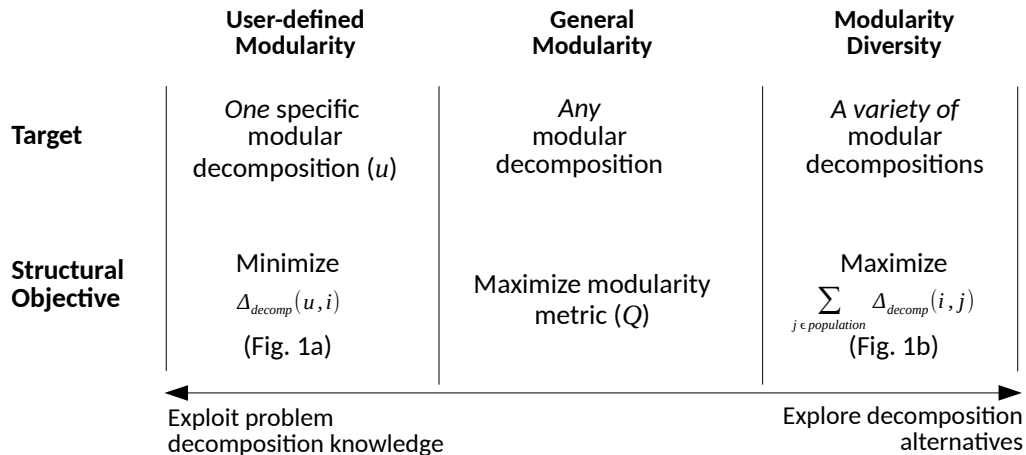 User-defined
Modularity
General
Modularity
Modularity
Diversity
Target
One specific
modular
decomposition (u)
Any
modular
decomposition
A variety of
modular
decompositions
Structural
Objective
Minimize
Δdecomp(u,i)
(Fig. 1a)
Maximize modularity
metric (Q)
Maximize
∑ Δdecomp(i,j)
j ϵ population
(Fig. 1b)
Exploit problem
decomposition knowledge
Explore decomposition
alternatives